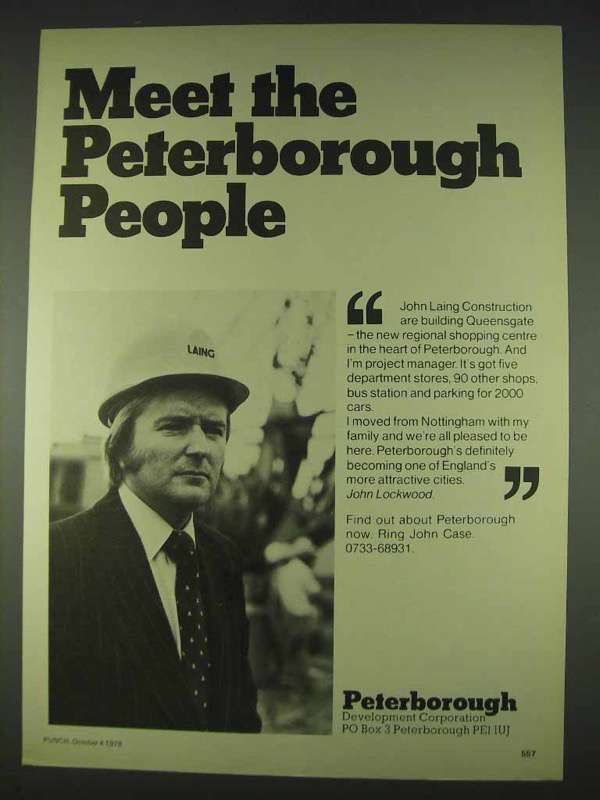 Meet the
Peterborough
People
LAING
“ John Laing Construction
are building Queensgate
– the new regional shopping centre
in the heart of Peterborough. And
I'm project manager. It's got five
department stores, 90 other shops,
bus station and parking for 2000
cars.
I moved from Nottingham with my
family and we're all pleased to be
here. Peterborough's definitely
becoming one of England's
more attractive cities. ”
John Lockwood.
Find out about Peterborough
now. Ring John Case.
0733-68931.
Peterborough
Development Corporation
PO Box 3 Peterborough PE1 1UJ
PUNCH, October 4 1978
557